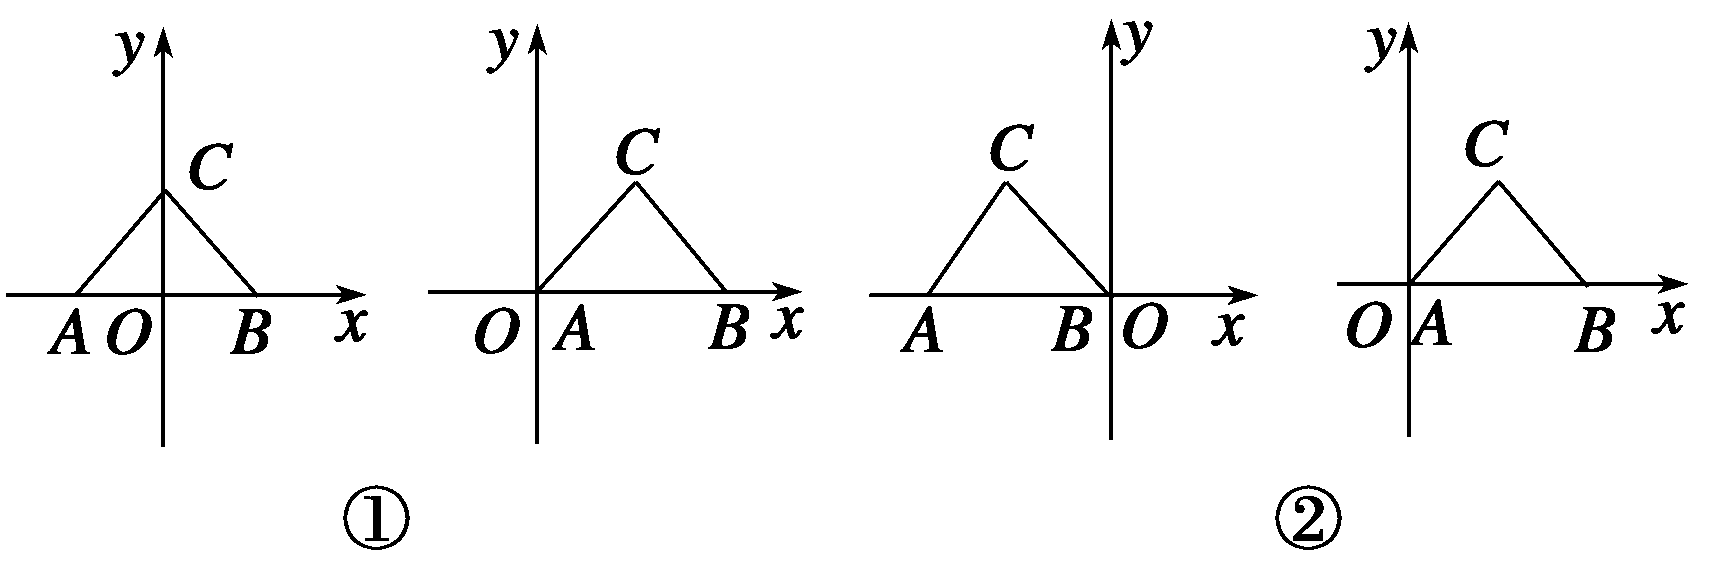 y y y y
C C C C
A O B x O A B x A B O x O A B x
① ②